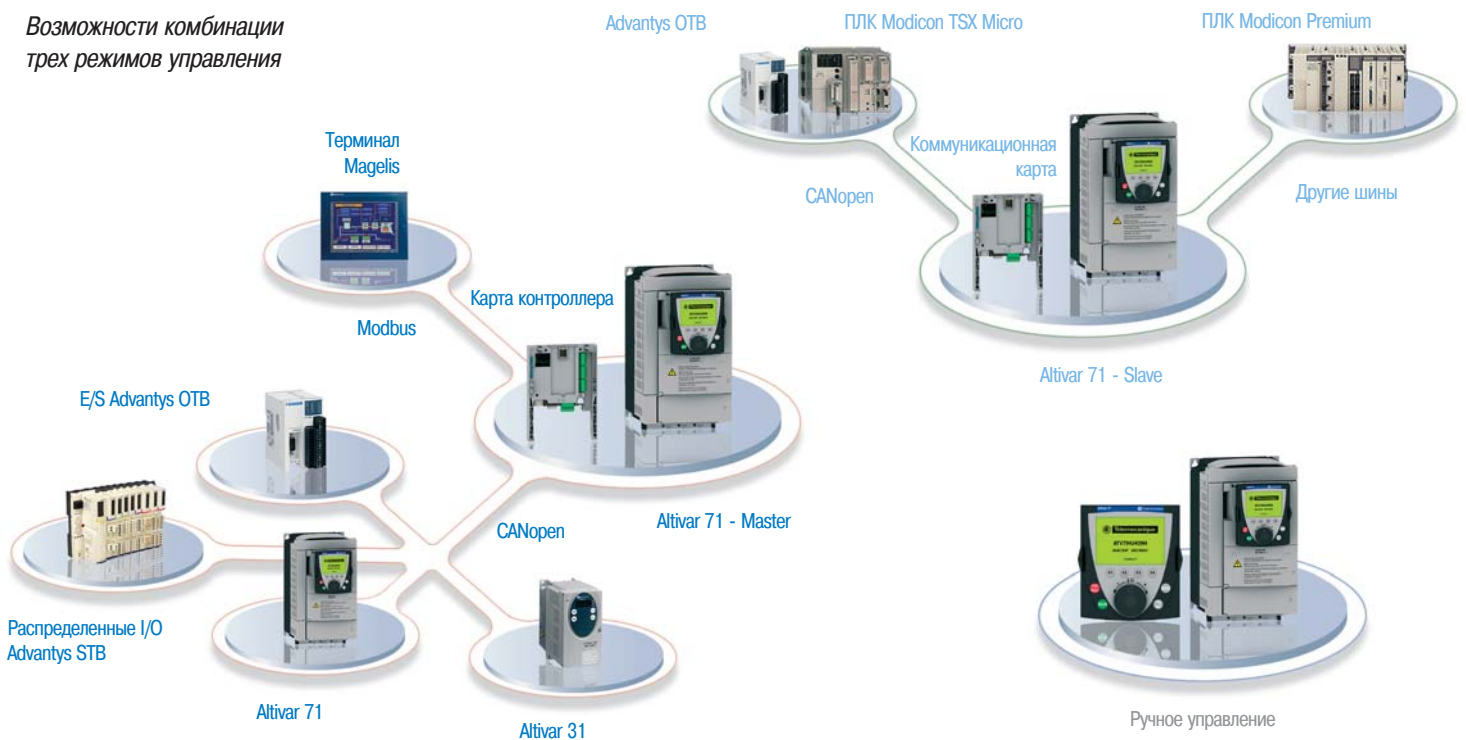 Возможности комбинации
трех режимов управления
Advantys OTB
ПЛК Modicon TSX Micro
ПЛК Modicon Premium
Терминал
Magelis
Коммуникационная
карта
CANopen
Другие шины
Карта контроллера
Modbus
Altivar 71 - Slave
E/S Advantys OTB
CANopen
Altivar 71 - Master
Распределенные I/O
Advantys STB
Altivar 71
Altivar 31
Telemecanique
Ручное управление